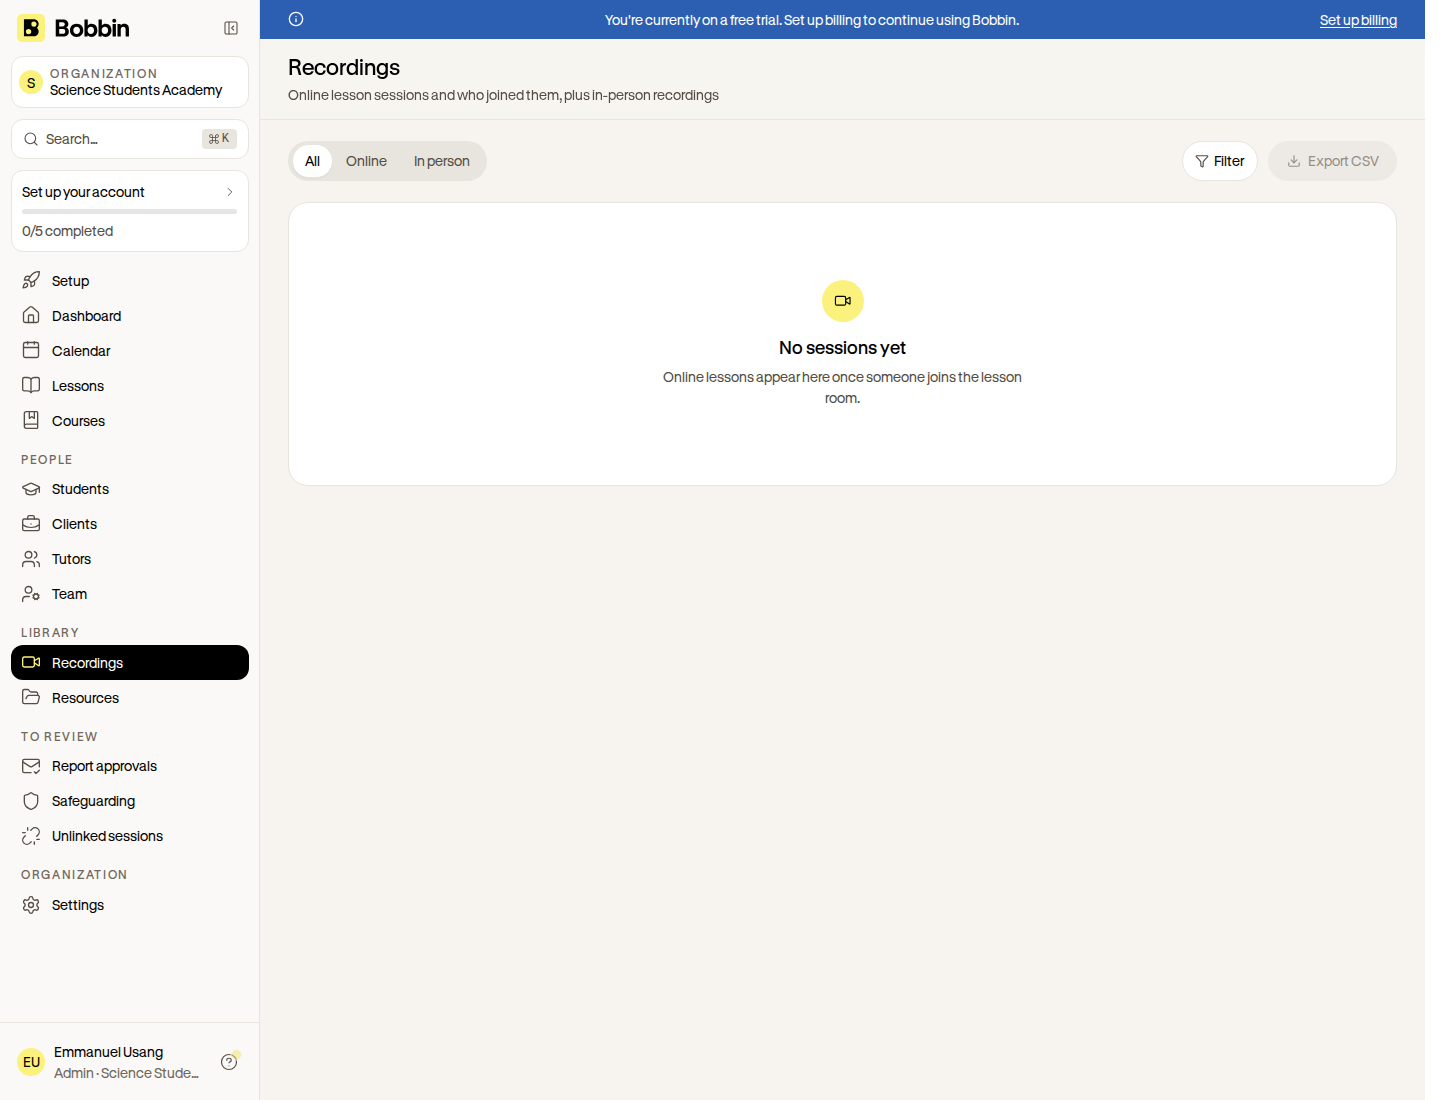 Bobbin
ORGANIZATION
S
Science Students Academy
Search...
⌘ K
Set up your account
0/5 completed
Setup
Dashboard
Calendar
Lessons
Courses
PEOPLE
Students
Clients
Tutors
Team
LIBRARY
Recordings
Resources
TO REVIEW
Report approvals
Safeguarding
Unlinked sessions
ORGANIZATION
Settings
EU
Emmanuel Usang
Admin · Science Stude...
You're currently on a free trial. Set up billing to continue using Bobbin.
Set up billing
Recordings
Online lesson sessions and who joined them, plus in-person recordings
All
Online
In person
Filter
Export CSV
No sessions yet
Online lessons appear here once someone joins the lesson
room.